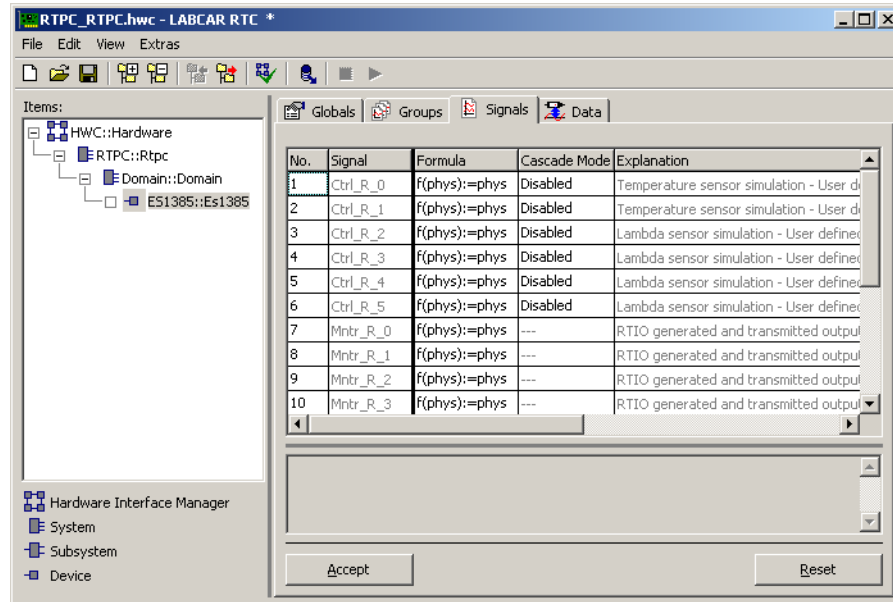 RTPC_RTPC.hwc - LABCAR RTC *
File Edit View Extras
Items:
HWC::Hardware
RTPC::Rtpc
Domain::Domain
ES1385::Es1385
Hardware Interface Manager
System
Subsystem
Device
Globals Groups Signals Data
No. Signal Formula Cascade Mode Explanation
1 Ctrl_R_0 f(phys):=phys Disabled Temperature sensor simulation - User de
2 Ctrl_R_1 f(phys):=phys Disabled Temperature sensor simulation - User de
3 Ctrl_R_2 f(phys):=phys Disabled Lambda sensor simulation - User defined
4 Ctrl_R_3 f(phys):=phys Disabled Lambda sensor simulation - User defined
5 Ctrl_R_4 f(phys):=phys Disabled Lambda sensor simulation - User defined
6 Ctrl_R_5 f(phys):=phys Disabled Lambda sensor simulation - User defined
7 Mntr_R_0 f(phys):=phys --- RTIO generated and transmitted output
8 Mntr_R_1 f(phys):=phys --- RTIO generated and transmitted output
9 Mntr_R_2 f(phys):=phys --- RTIO generated and transmitted output
10 Mntr_R_3 f(phys):=phys --- RTIO generated and transmitted output
Accept Reset